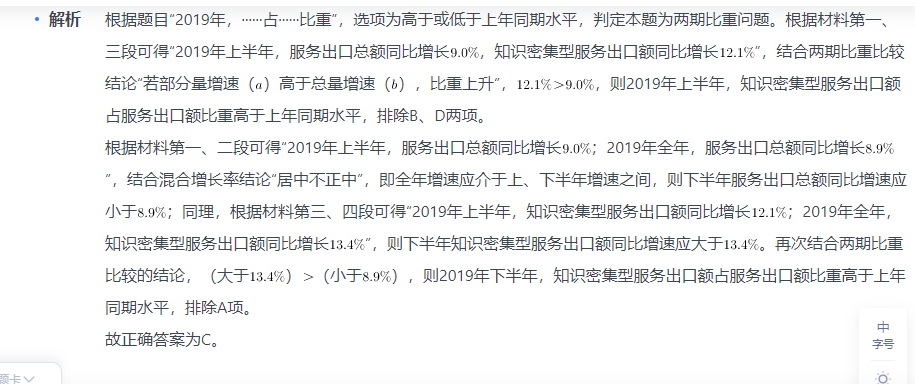 • 解析 根据题目“2019年，……占……比重”，选项为高于或低于上年同期水平，判定本题为两期比重问题。根据材料第一、
三段可得“2019年上半年，服务出口总额同比增长9.0%，知识密集型服务出口额同比增长12.1%”，结合两期比重比较
结论“若部分量增速（a）高于总量增速（b），比重上升”，12.1%>9.0%，则2019年上半年，知识密集型服务出口额
占服务出口额比重高于上年同期水平，排除B、D两项。
根据材料第一、二段可得“2019年上半年，服务出口总额同比增长9.0%；2019年全年，服务出口总额同比增长8.9%
”，结合混合增长率结论“居中不正中”，即全年增速应介于上、下半年增速之间，则下半年服务出口总额同比增速应
小于8.9%；同理，根据材料第三、四段可得“2019年上半年，知识密集型服务出口额同比增长12.1%；2019年全年，
知识密集型服务出口额同比增长13.4%”，则下半年知识密集型服务出口额同比增速应大于13.4%。再次结合两期比重
比较的结论，（大于13.4%）>（小于8.9%），则2019年下半年，知识密集型服务出口额占服务出口额比重高于上年
同期水平，排除A项。
故正确答案为C。
中
字号
题卡